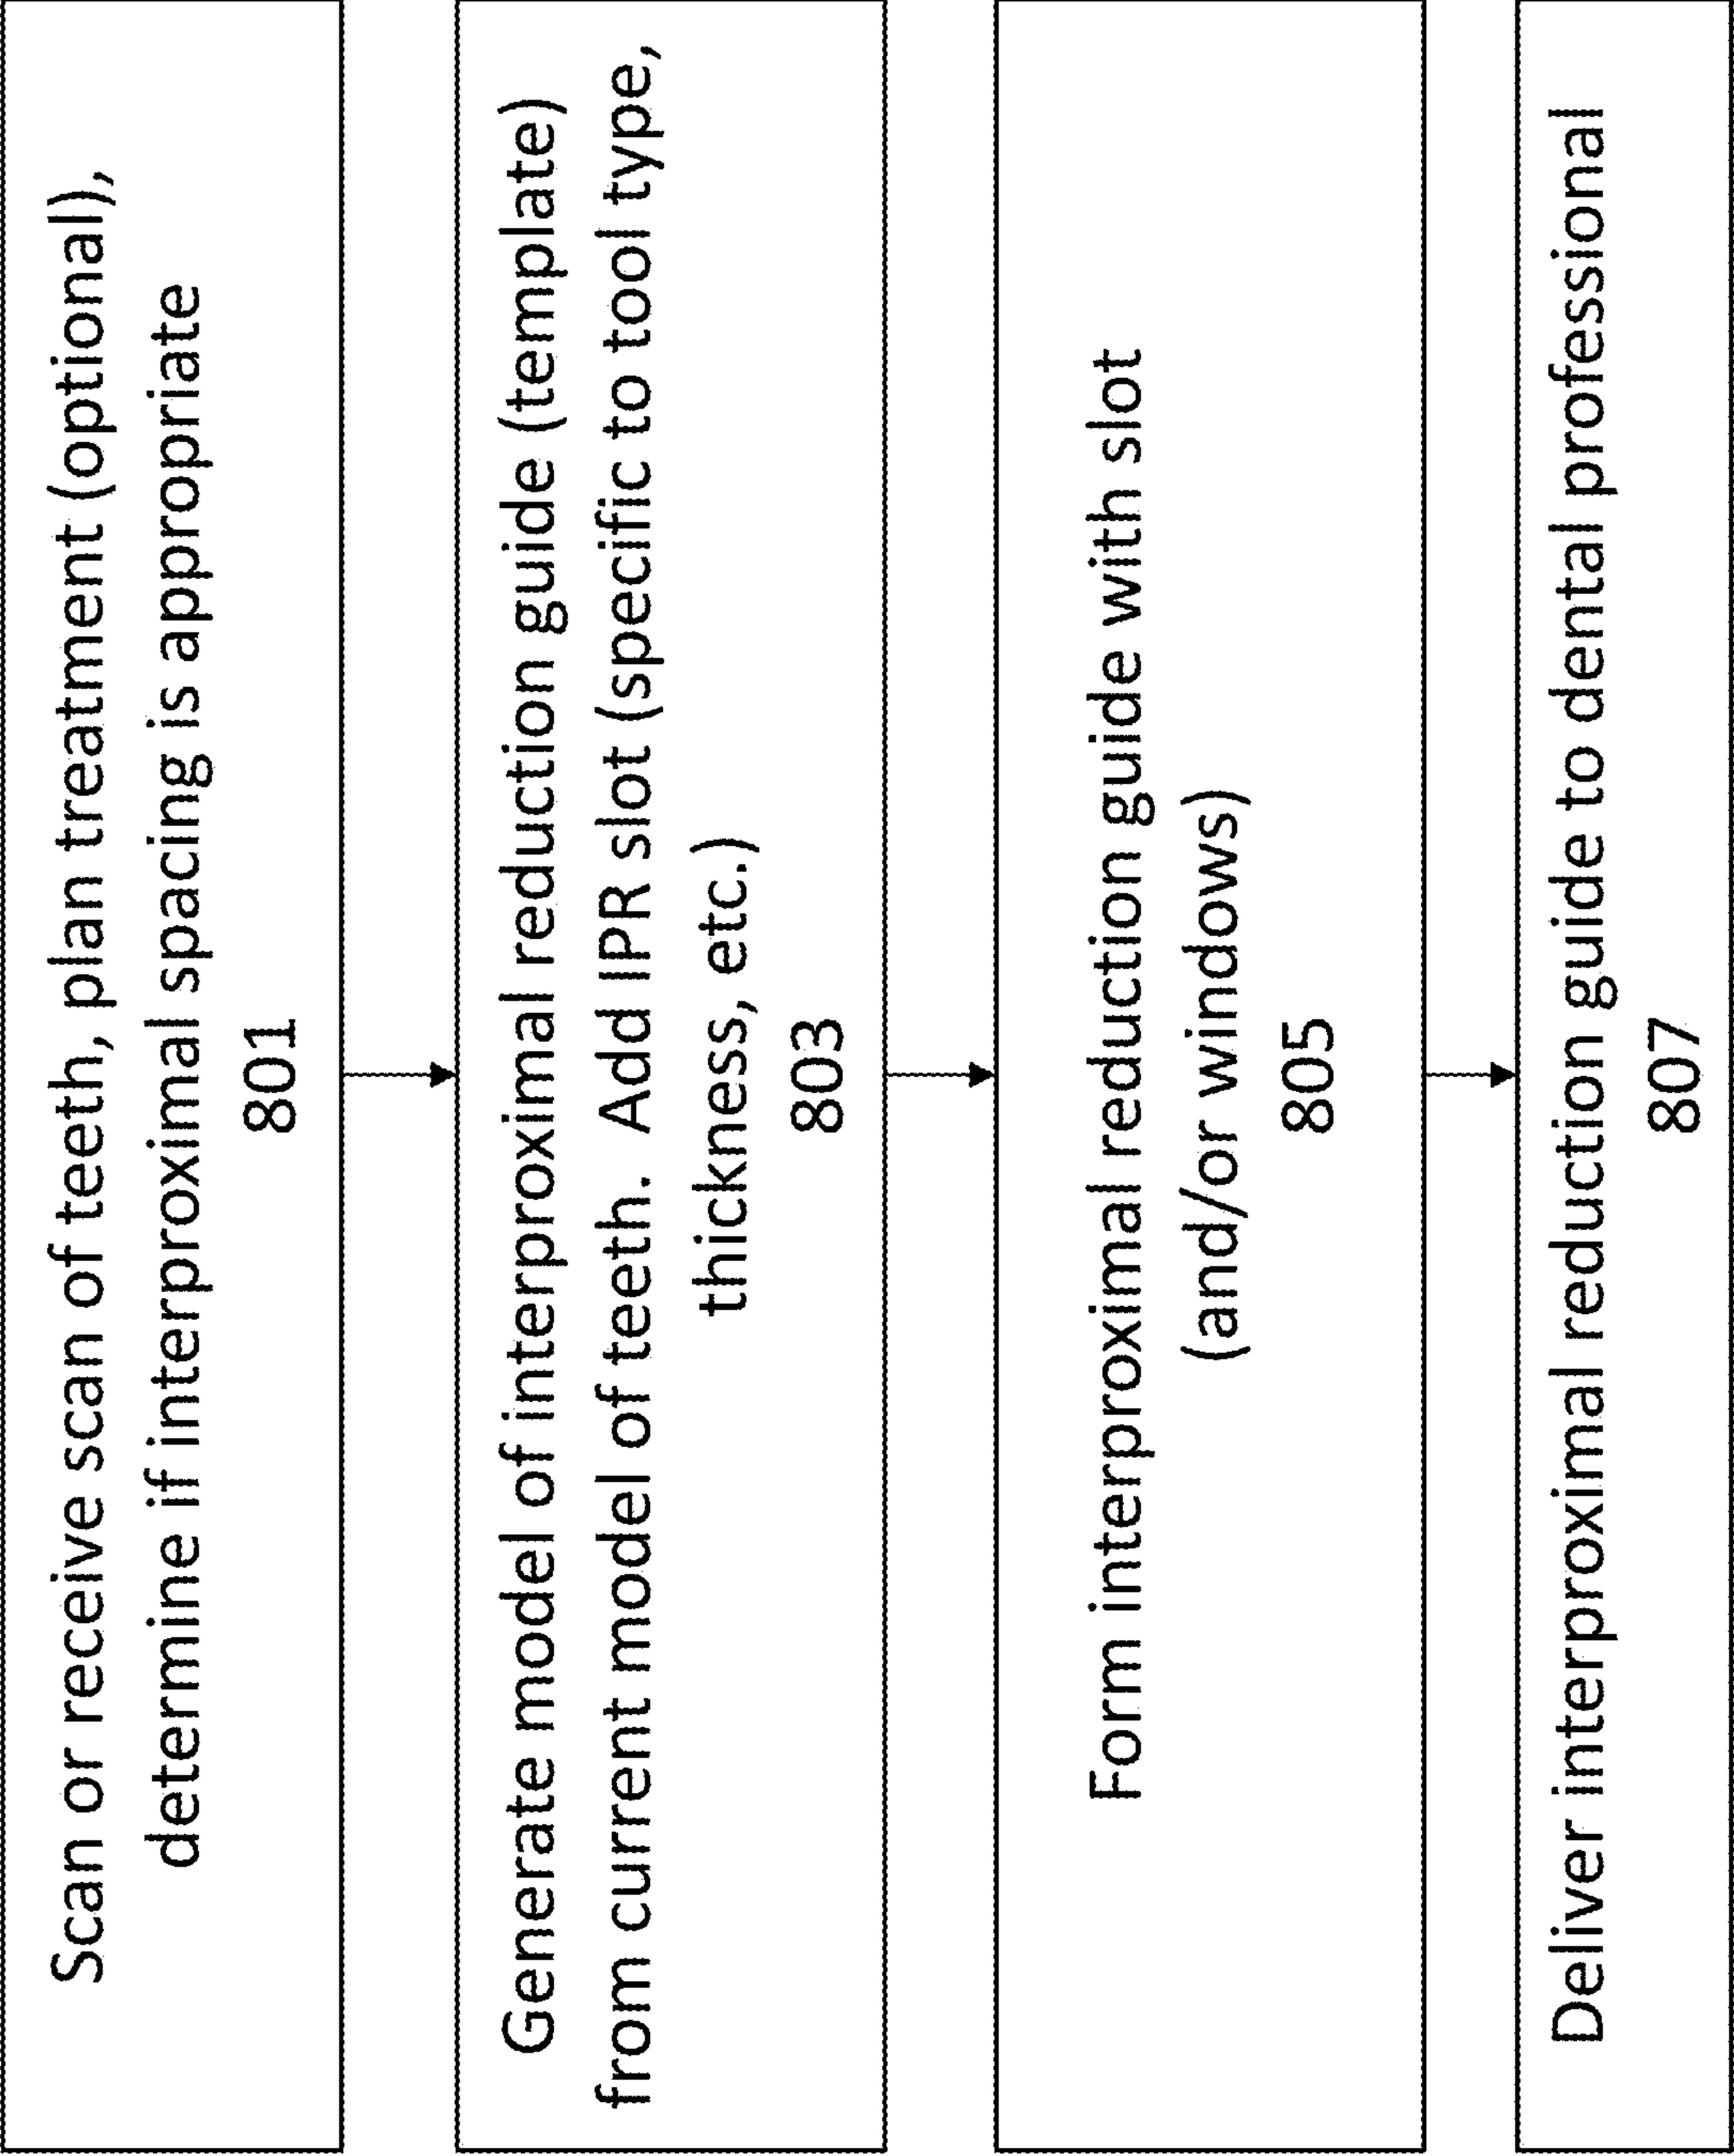 Scan or receive scan of teeth, plan treatment (optional),
determine if interproximal spacing is appropriate
801
Generate model of interproximal reduction guide (template)
from current model of teeth.  Add IPR slot (specific to tool type,
thickness, etc.)
803
Form interproximal reduction guide with slot
(and/or windows)
805
Deliver interproximal reduction guide to dental professional
807